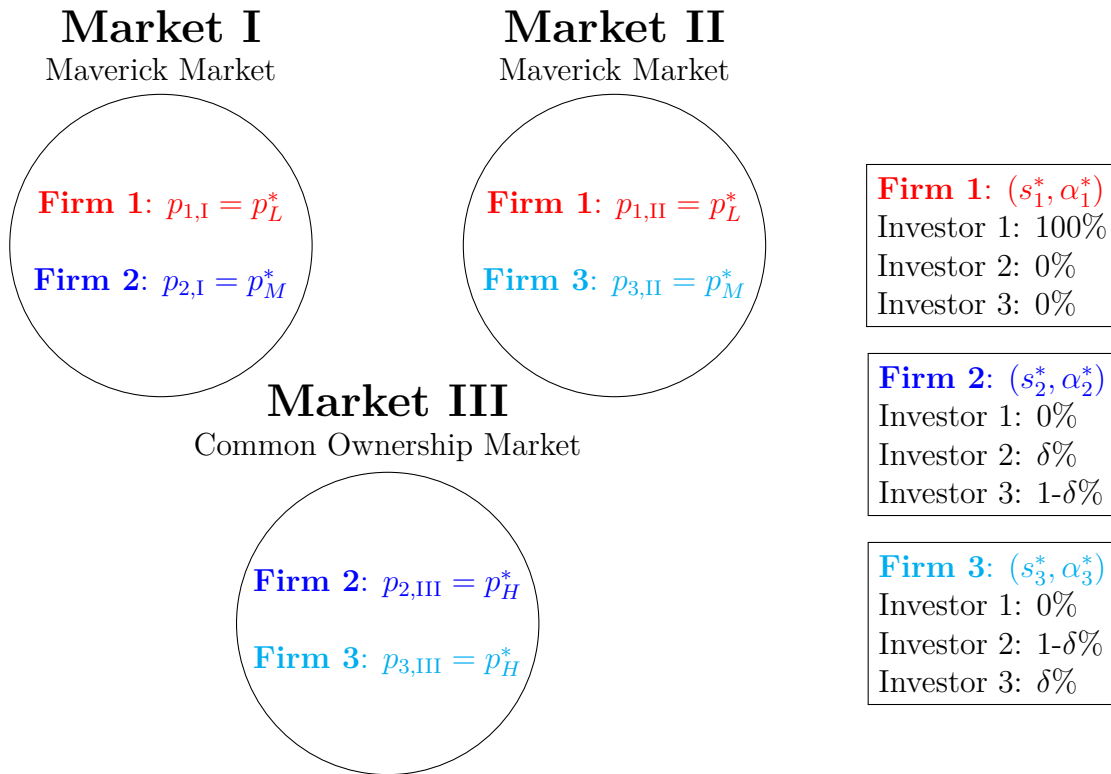 Market I
Maverick Market
Firm 1: p_{1,I} = p_L^*
Firm 2: p_{2,I} = p_M^*
Market II
Maverick Market
Firm 1: p_{1,II} = p_L^*
Firm 3: p_{3,II} = p_M^*
Market III
Common Ownership Market
Firm 2: p_{2,III} = p_H^*
Firm 3: p_{3,III} = p_H^*
Firm 1: (s_1^*, α_1^*)
Investor 1: 100%
Investor 2: 0%
Investor 3: 0%
Firm 2: (s_2^*, α_2^*)
Investor 1: 0%
Investor 2: δ%
Investor 3: 1-δ%
Firm 3: (s_3^*, α_3^*)
Investor 1: 0%
Investor 2: 1-δ%
Investor 3: δ%